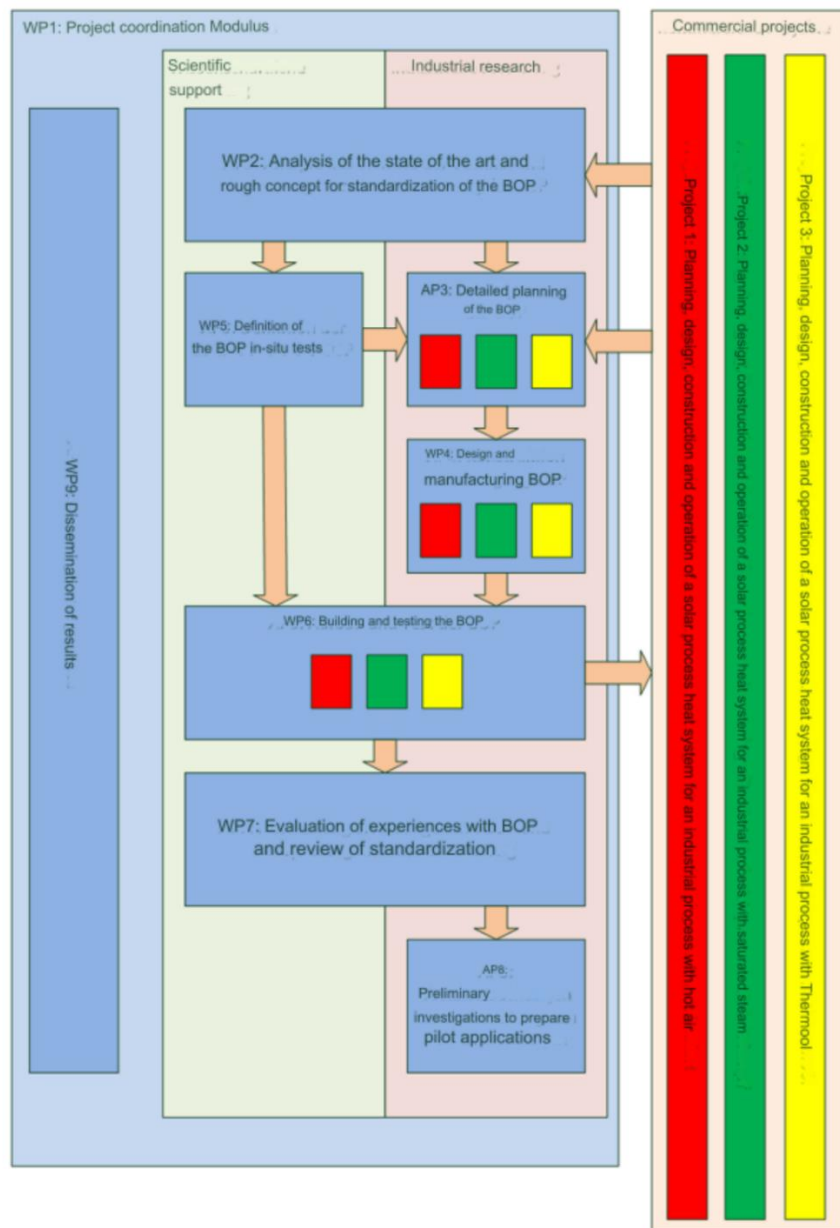 WP1: Project coordination Modulus
Commercial projects
Scientific
support
Industrial research
WP2: Analysis of the state of the art and
rough concept for standardization of the BOP
WP5: Definition of
the BOP in-situ tests
AP3: Detailed planning
of the BOP
WP4: Design and
manufacturing BOP
WP6: Building and testing the BOP
WP7: Evaluation of experiences with BOP
and review of standardization
AP8:
Preliminary
investigations to prepare
pilot applications
WP9: Dissemination of results
Project 1: Planning, design, construction and operation of a solar process heat system for an industrial process with hot air
Project 2: Planning, design, construction and operation of a solar process heat system for an industrial process with saturated steam
Project 3: Planning, design, construction and operation of a solar process heat system for an industrial process with Thermool